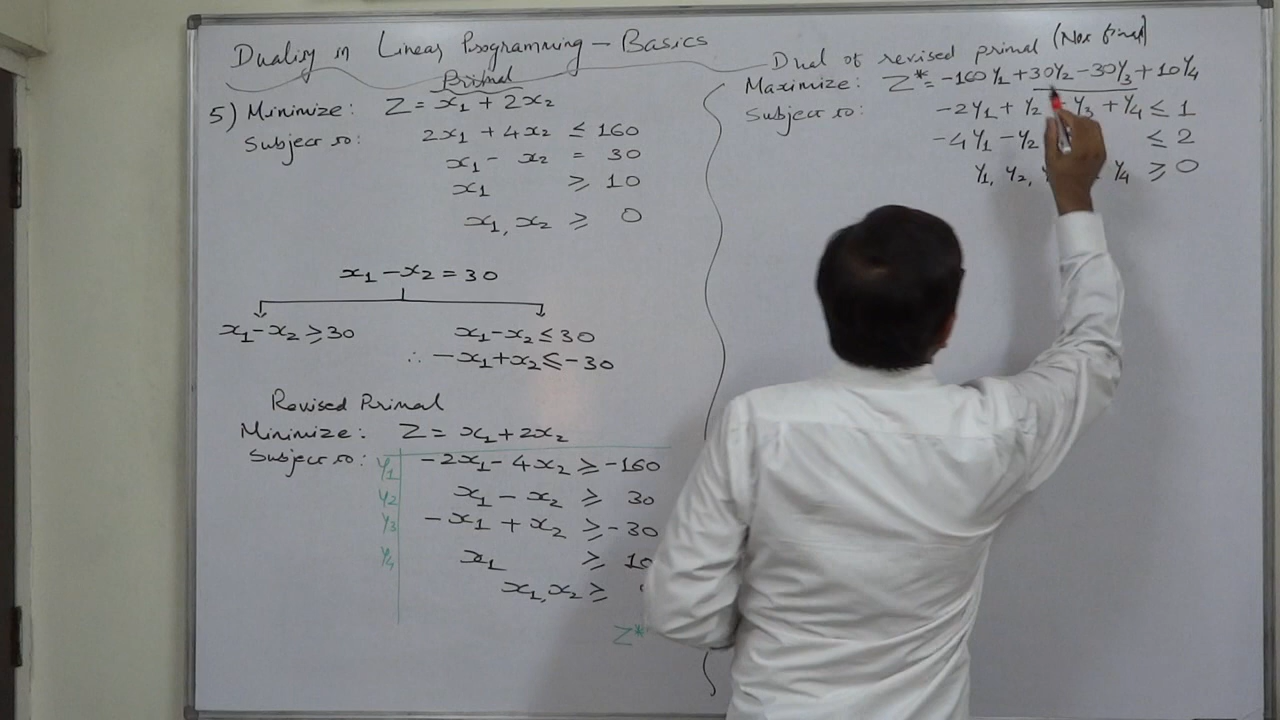 Duality in Linear Programming - Basics
Primal
5) Minimize: Z = x₁ + 2x₂
Subject to: 2x₁ + 4x₂ ≤ 160
x₁ - x₂ = 30
x₁ ≥ 10
x₁, x₂ ≥ 0
x₁ - x₂ = 30
x₁ - x₂ ≥ 30 x₁ - x₂ ≤ 30
∴ -x₁ + x₂ ≤ -30
Revised Primal
Minimize: Z = x₁ + 2x₂
Subject to:
Y₁ -2x₁ - 4x₂ ≥ -160
Y₂ x₁ - x₂ ≥ 30
Y₃ -x₁ + x₂ ≥ -30
Y₄ x₁ ≥ 10
x₁, x₂ ≥
Z*
Dual of revised primal (Not final)
Maximize: Z* = -160Y₁ + 30Y₂ - 30Y₃ + 10Y₄
Subject to: -2Y₁ + Y₂ - Y₃ + Y₄ ≤ 1
-4Y₁ - Y₂ ≤ 2
Y₁, Y₂, Y₄ ≥ 0